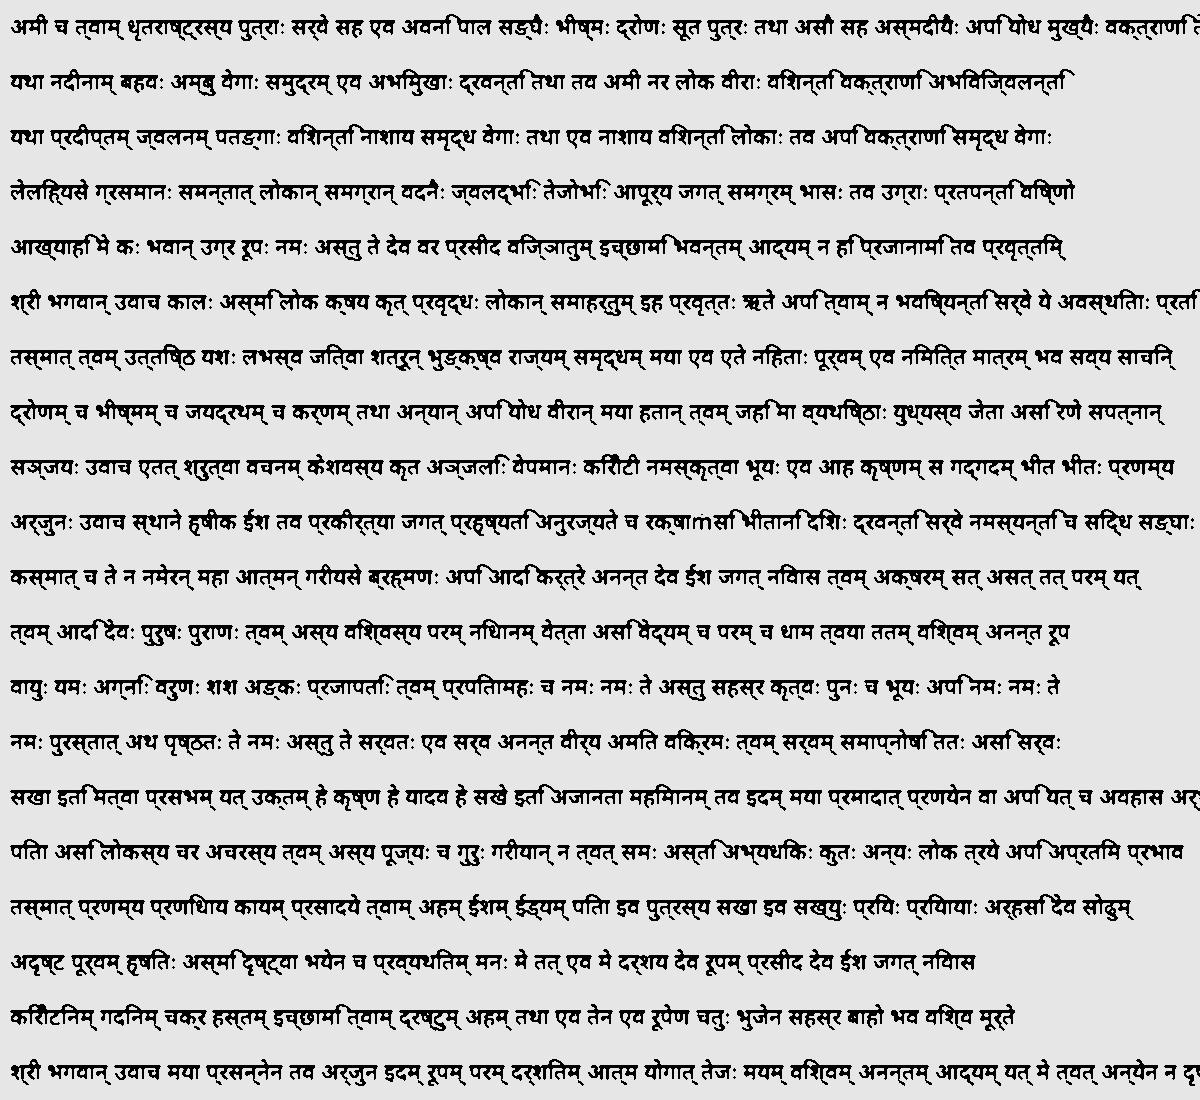 अमी च त्वाम् धृतराष्ट्रस्य पुत्राः सर्वे सह एव अवनि पाल सङ्घैः भीष्मः द्रोणः सूत पुत्रः तथा असौ सह अस्मदीयैः अपि योध मुख्यैः वक्त्राणि
यथा नदीनाम् बहवः अम्बु वेगाः समुद्रम् एव अभिमुखाः द्रवन्ति तथा तव अमी नर लोक वीराः विशन्ति वक्त्राणि अभिविज्वलन्ति
यथा प्रदीप्तम् ज्वलनम् पतङ्गाः विशन्ति नाशाय समृद्ध वेगाः तथा एव नाशाय विशन्ति लोकाः तव अपि वक्त्राणि समृद्ध वेगाः
लेलिह्यसे ग्रसमानः समन्तात् लोकान् समग्रान् वदनैः ज्वलद्भिः तेजोभिः आपूर्य जगत् समग्रम् भासः तव उग्राः प्रतपन्ति विष्णो
आख्याहि मे कः भवान् उग्र रूपः नमः अस्तु ते देव वर प्रसीद विज्ञातुम् इच्छामि भवन्तम् आद्यम् न हि प्रजानामि तव प्रवृत्तिम्
श्री भगवान् उवाच कालः अस्मि लोक क्षय कृत् प्रवृद्धः लोकान् समाहर्तुम् इह प्रवृत्तः ऋते अपि त्वाम् न भविष्यन्ति सर्वे ये अवस्थिताः
तस्मात् त्वम् उत्तिष्ठ यशः लभस्व जित्वा शत्रून् भुङ्क्ष्व राज्यम् समृद्धम् मया एव एते निहताः पूर्वम् एव निमित्त मात्रम् भव सव्य साचिन्
द्रोणम् च भीष्मम् च जयद्रथम् च कर्णम् तथा अन्यान् अपि योध वीरान् मया हतान् त्वम् जहि मा व्यथिष्ठाः युध्यस्व जेता असि रणे सपत्नान्
सञ्जयः उवाच एतत् श्रुत्वा वचनम् केशवस्य कृत अञ्जलिः वेपमानः किरीटी नमस्कृत्वा भूयः एव आह कृष्णम् स गद्गदम् भीत भीतः प्रणम्य
अर्जुनः उवाच स्थाने हृषीक ईश तव प्रकीर्त्या जगत् प्रहृष्यति अनुरज्यते च रक्षाṁसि भीतानि दिशः द्रवन्ति सर्वे नमस्यन्ति च सिद्ध सङ्घाः
कस्मात् च ते न नमेरन् महा आत्मन् गरीयसे ब्रह्मणः अपि आदि कर्त्रे अनन्त देव ईश जगत् निवास त्वम् अक्षरम् सत् असत् तत् परम् यत्
त्वम् आदि देवः पुरुषः पुराणः त्वम् अस्य विश्वस्य परम् निधानम् वेत्ता असि वेद्यम् च परम् च धाम त्वया ततम् विश्वम् अनन्त रूप
वायुः यमः अग्निः वरुणः शश अङ्कः प्रजापतिः त्वम् प्रपितामहः च नमः नमः ते अस्तु सहस्र कृत्वः पुनः च भूयः अपि नमः नमः ते
नमः पुरस्तात् अथ पृष्ठतः ते नमः अस्तु ते सर्वतः एव सर्व अनन्त वीर्य अमित विक्रमः त्वम् सर्वम् समाप्नोषि ततः असि सर्वः
सखा इति मत्वा प्रसभम् यत् उक्तम् हे कृष्ण हे यादव हे सखे इति अजानता महिमानम् तव इदम् मया प्रमादात् प्रणयेन वा अपि यत् च अवहास
पिता असि लोकस्य चर अचरस्य त्वम् अस्य पूज्यः च गुरुः गरीयान् न त्वत् समः अस्ति अभ्यधिकः कुतः अन्यः लोक त्रये अपि अप्रतिम प्रभाव
तस्मात् प्रणम्य प्रणिधाय कायम् प्रसादये त्वाम् अहम् ईशम् ईड्यम् पिता इव पुत्रस्य सखा इव सख्युः प्रियः प्रियायाः अर्हसि देव सोढुम्
अदृष्ट पूर्वम् हृषितः अस्मि दृष्ट्वा भयेन च प्रव्यथितम् मनः मे तत् एव मे दर्शय देव रूपम् प्रसीद देव ईश जगत् निवास
किरीटिनम् गदिनम् चक्र हस्तम् इच्छामि त्वाम् द्रष्टुम् अहम् तथा एव तेन एव रूपेण चतुः भुजेन सहस्र बाहो भव विश्व मूर्ते
श्री भगवान् उवाच मया प्रसन्नेन तव अर्जुन इदम् रूपम् परम् दर्शितम् आत्म योगात् तेजः मयम् विश्वम् अनन्तम् आद्यम् यत् मे त्वत् अन्येन न